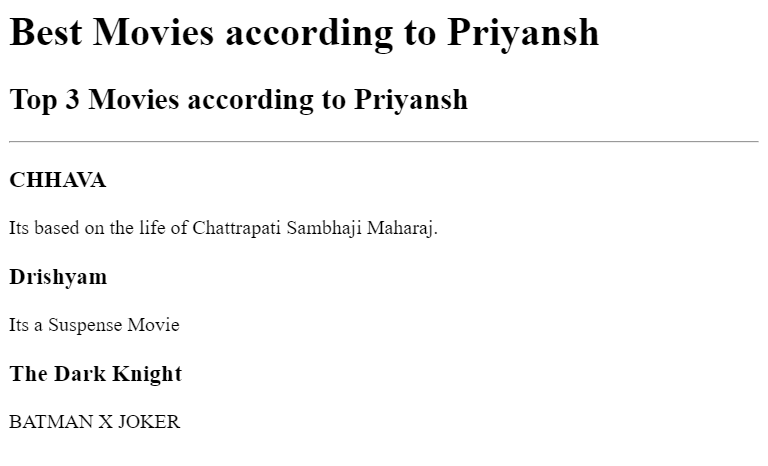 Best Movies according to Priyansh
Top 3 Movies according to Priyansh
CHHAVA
Its based on the life of Chattrapati Sambhaji Maharaj.
Drishyam
Its a Suspense Movie
The Dark Knight
BATMAN X JOKER